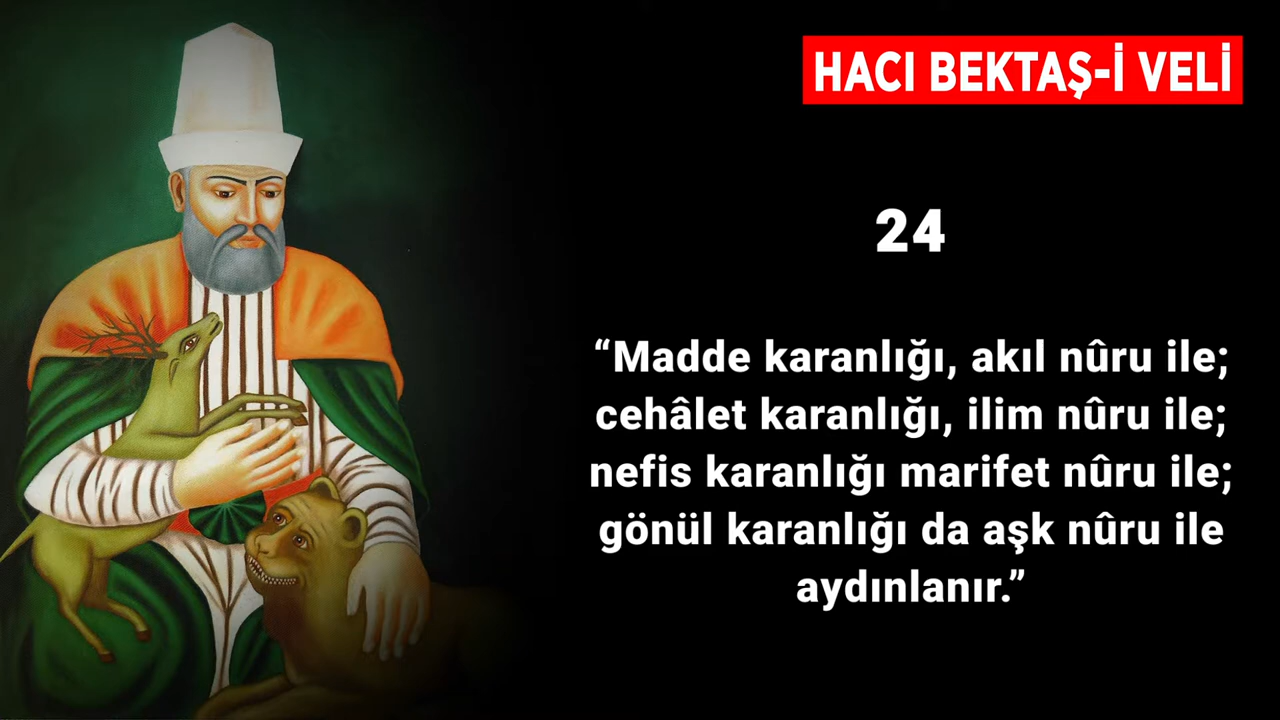 HACI BEKTAŞ-İ VELİ
24
“Madde karanlığı, akıl nûru ile;
cehâlet karanlığı, ilim nûru ile;
nefis karanlığı marifet nûru ile;
gönül karanlığı da aşk nûru ile
aydınlanır.”